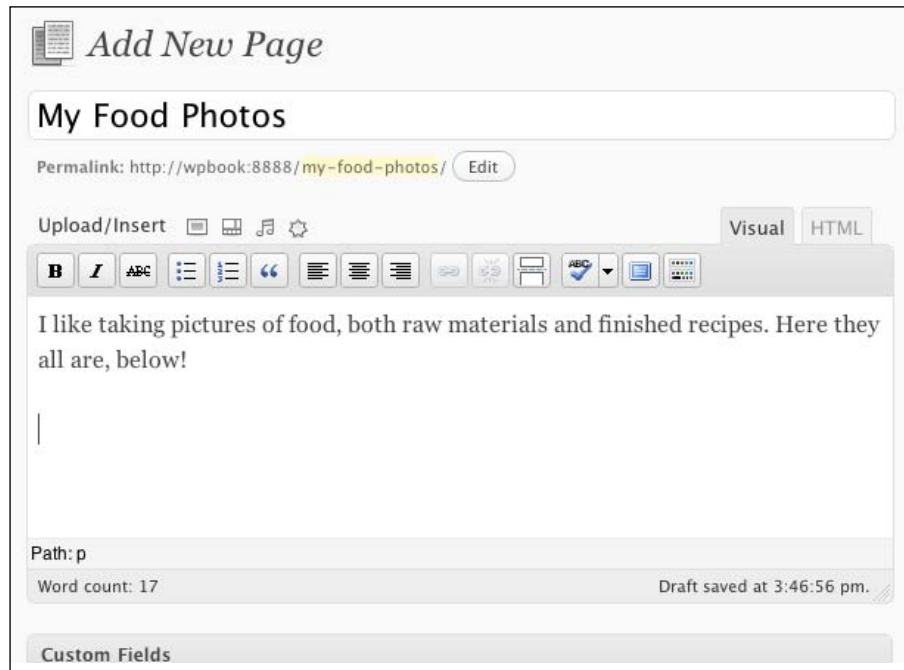 Add New Page
My Food Photos
Permalink: http://wpbook:8888/my-food-photos/ Edit
Upload/Insert Visual HTML
B I ABC ABC
I like taking pictures of food, both raw materials and finished recipes. Here they
all are, below!
Path: p
Word count: 17 Draft saved at 3:46:56 pm.
Custom Fields